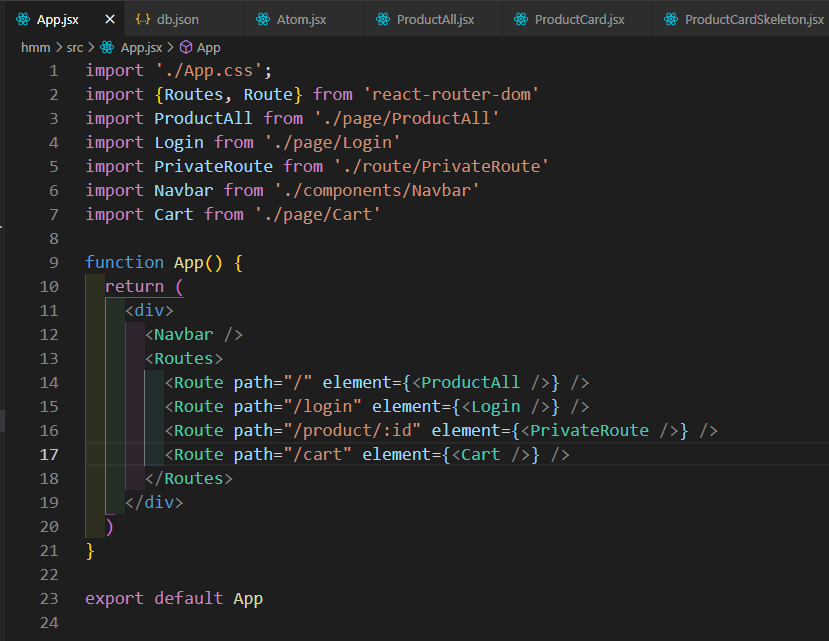 App.jsx
db.json
Atom.jsx
ProductAll.jsx
ProductCard.jsx
ProductCardSkeleton.jsx
hmm > src > App.jsx > App
1 import './App.css';
2 import {Routes, Route} from 'react-router-dom'
3 import ProductAll from './page/ProductAll'
4 import Login from './page/Login'
5 import PrivateRoute from './route/PrivateRoute'
6 import Navbar from './components/Navbar'
7 import Cart from './page/Cart'
8
9 function App() {
10 return (
11 <div>
12 <Navbar />
13 <Routes>
14 <Route path="/" element={<ProductAll />} />
15 <Route path="/login" element={<Login />} />
16 <Route path="/product/:id" element={<PrivateRoute />} />
17 <Route path="/cart" element={<Cart />} />
18 </Routes>
19 </div>
20 )
21 }
22
23 export default App
24